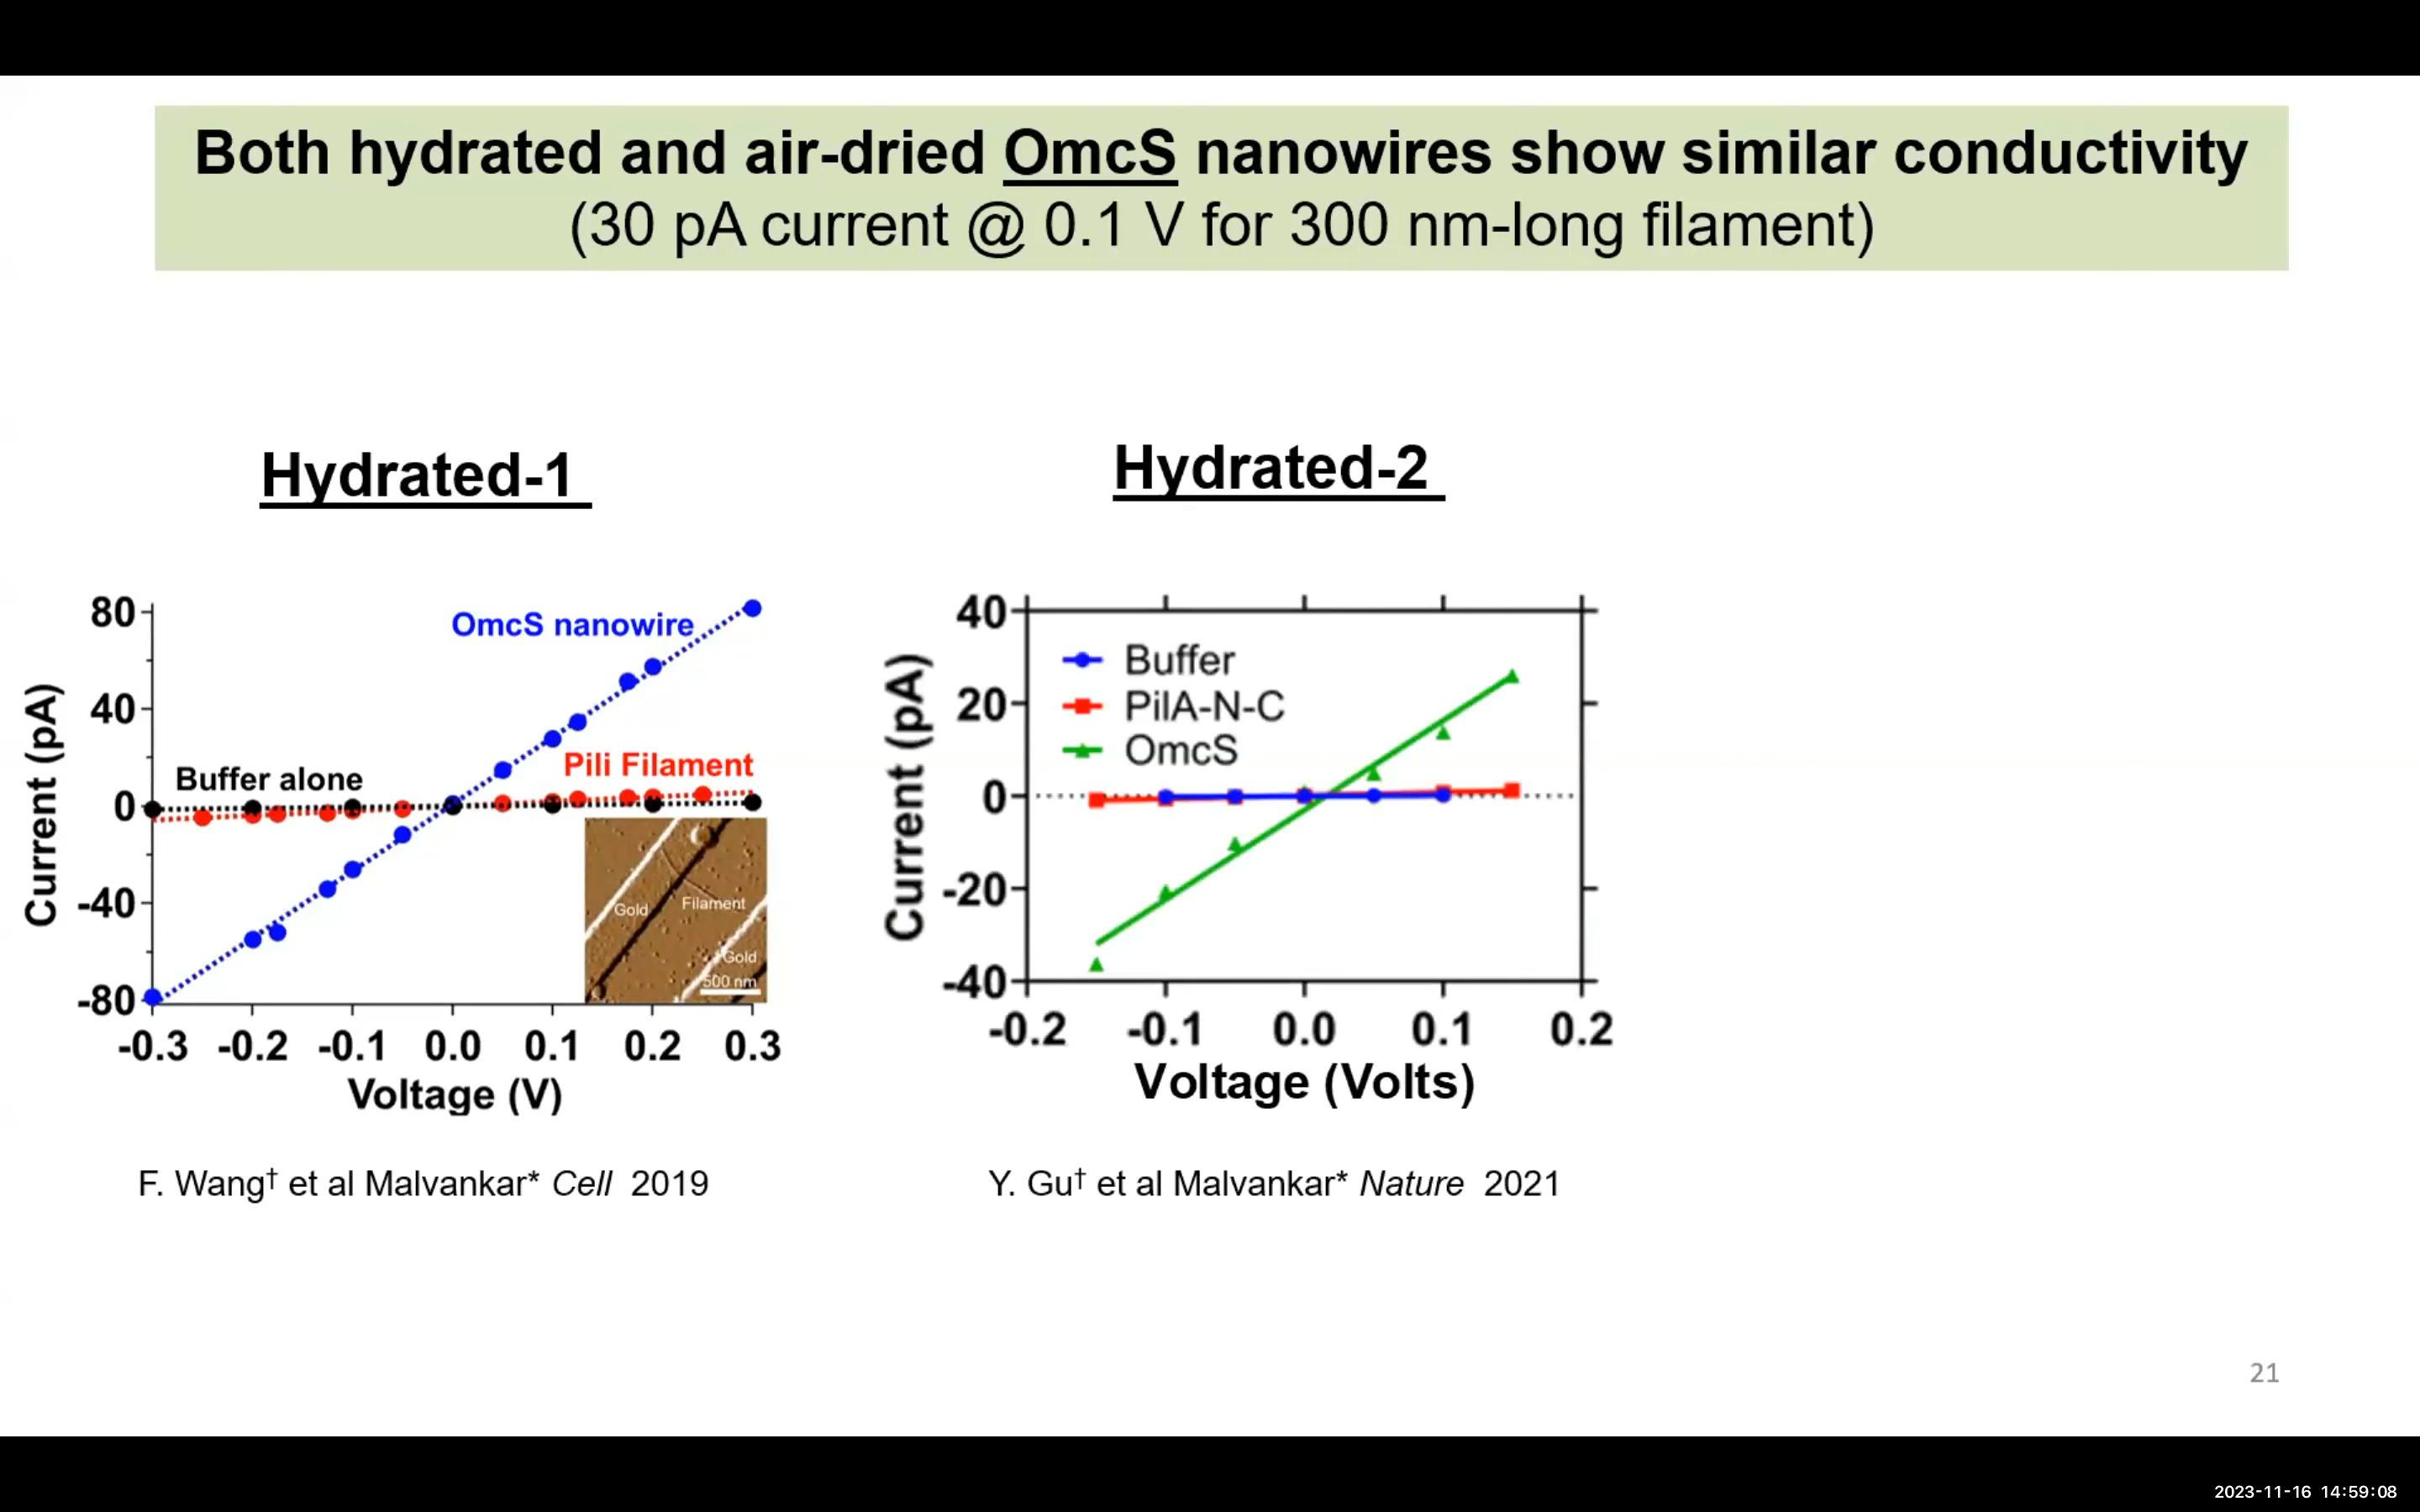 Both hydrated and air-dried OmcS nanowires show similar conductivity
(30 pA current @ 0.1 V for 300 nm-long filament)
Hydrated-1
80
40
0
-40
-80
Current (pA)
OmcS nanowire
Buffer alone
Pili Filament
Gold
Filament
Gold
500 nm
-0.3 -0.2 -0.1 0.0 0.1 0.2 0.3
Voltage (V)
F. Wang† et al Malvankar* Cell 2019
Hydrated-2
40
20
0
-20
-40
Current (pA)
Buffer
PilA-N-C
OmcS
-0.2 -0.1 0.0 0.1 0.2
Voltage (Volts)
Y. Gu† et al Malvankar* Nature 2021
21
2023-11-16 14:59:08